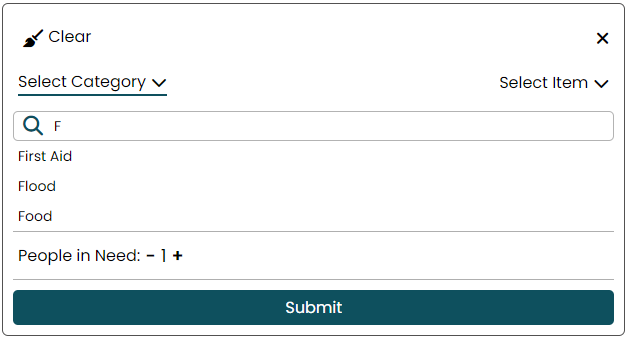 Clear
Select Category
Select Item
F
First Aid
Flood
Food
People in Need: - 1 +
Submit